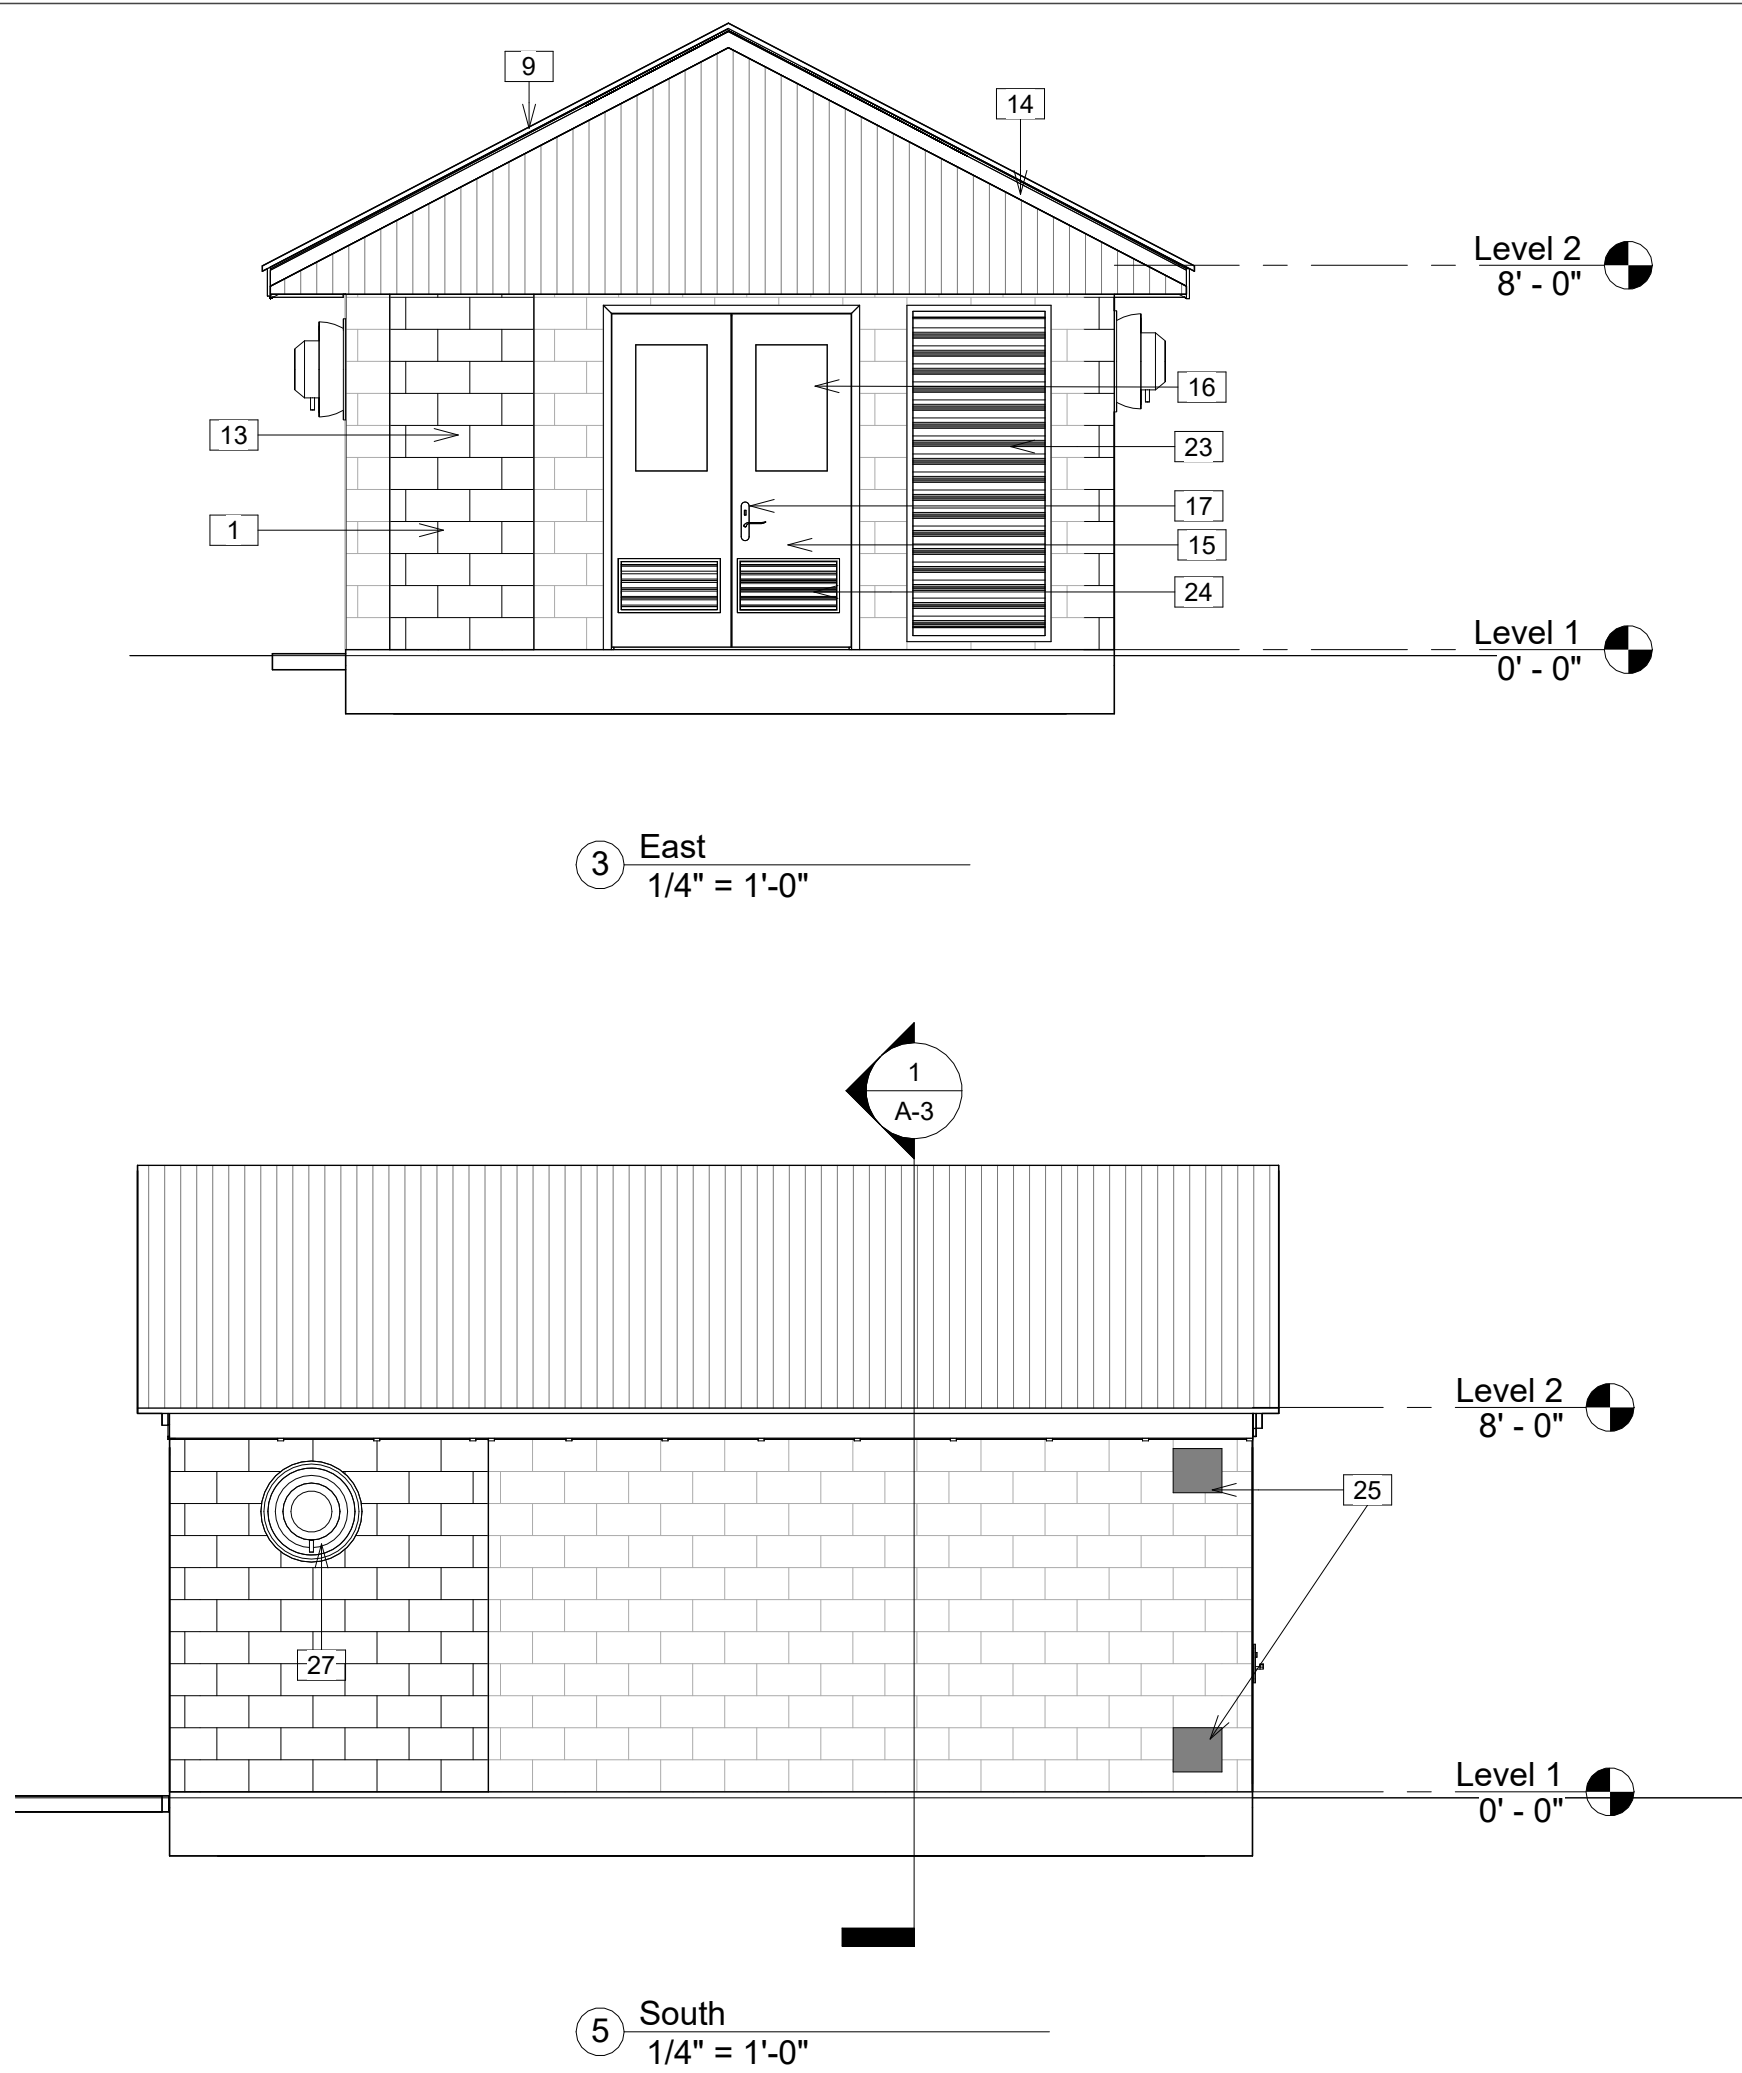 9
14
Level 2
8' - 0"
16
13
23
17
1
15
24
Level 1
0' - 0"
3
East
1/4" = 1'-0"
1
A-3
Level 2
8' - 0"
25
27
Level 1
0' - 0"
5
South
1/4" = 1'-0"